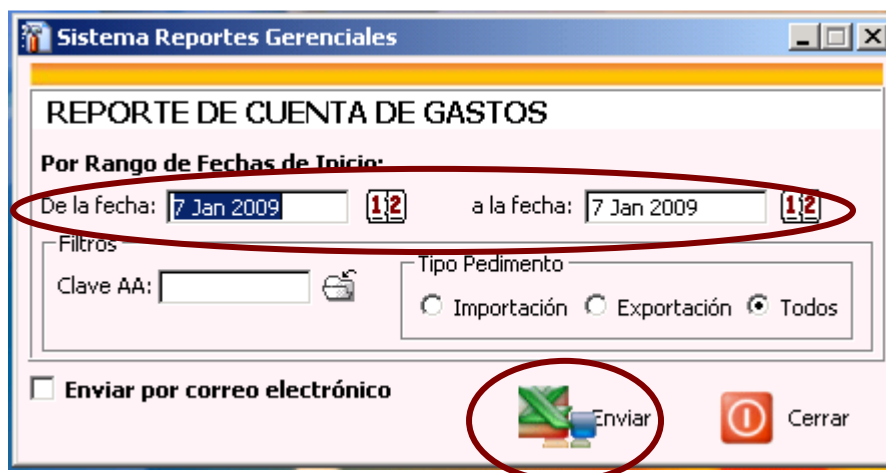 Sistema Reportes Gerenciales
REPORTE DE CUENTA DE GASTOS
Por Rango de Fechas de Inicio:
De la fecha: 7 Jan 2009 12 a la fecha: 7 Jan 2009 12
Filtros
Clave AA:
Tipo Pedimento
Importación Exportación Todos
Enviar por correo electrónico
Enviar Cerrar